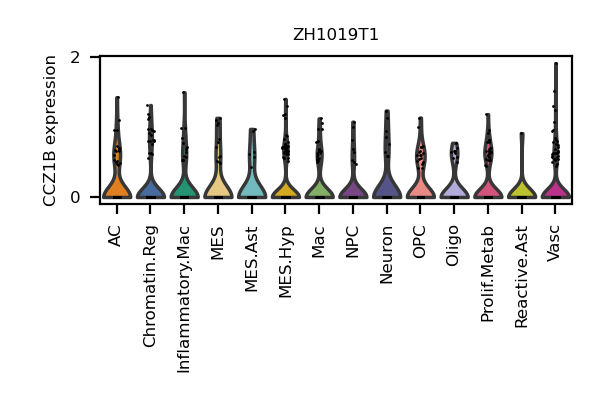 ZH1019T1
CCZ1B expression
2
0
AC
Chromatin.Reg
Inflammatory.Mac
MES
MES.Ast
MES.Hyp
Mac
NPC
Neuron
OPC
Oligo
Prolif.Metab
Reactive.Ast
Vasc